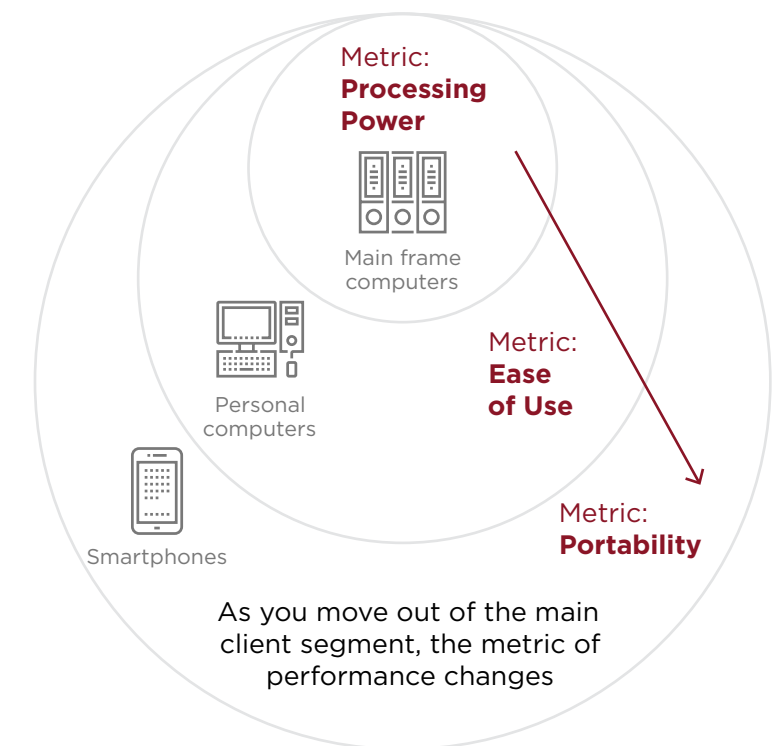 Metric:
Processing
Power
Main frame
computers
Metric:
Ease
of Use
Personal
computers
Metric:
Portability
Smartphones
As you move out of the main
client segment, the metric of
performance changes